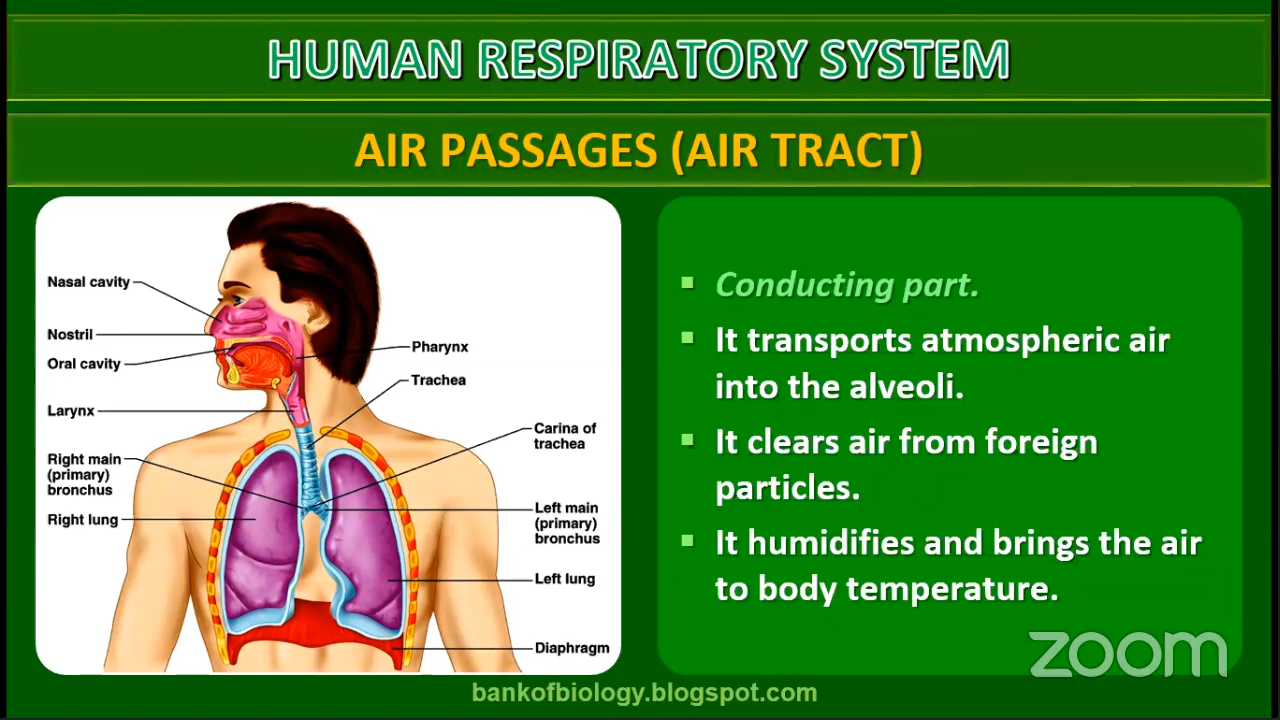 HUMAN RESPIRATORY SYSTEM
AIR PASSAGES (AIR TRACT)
Nasal cavity
Nostril
Oral cavity
Larynx
Right main
(primary)
bronchus
Right lung
Pharynx
Trachea
Carina of
trachea
Left main
(primary)
bronchus
Left lung
Diaphragm
Conducting part.
It transports atmospheric air
into the alveoli.
It clears air from foreign
particles.
It humidifies and brings the air
to body temperature.
zoom
bankofbiology.blogspot.com